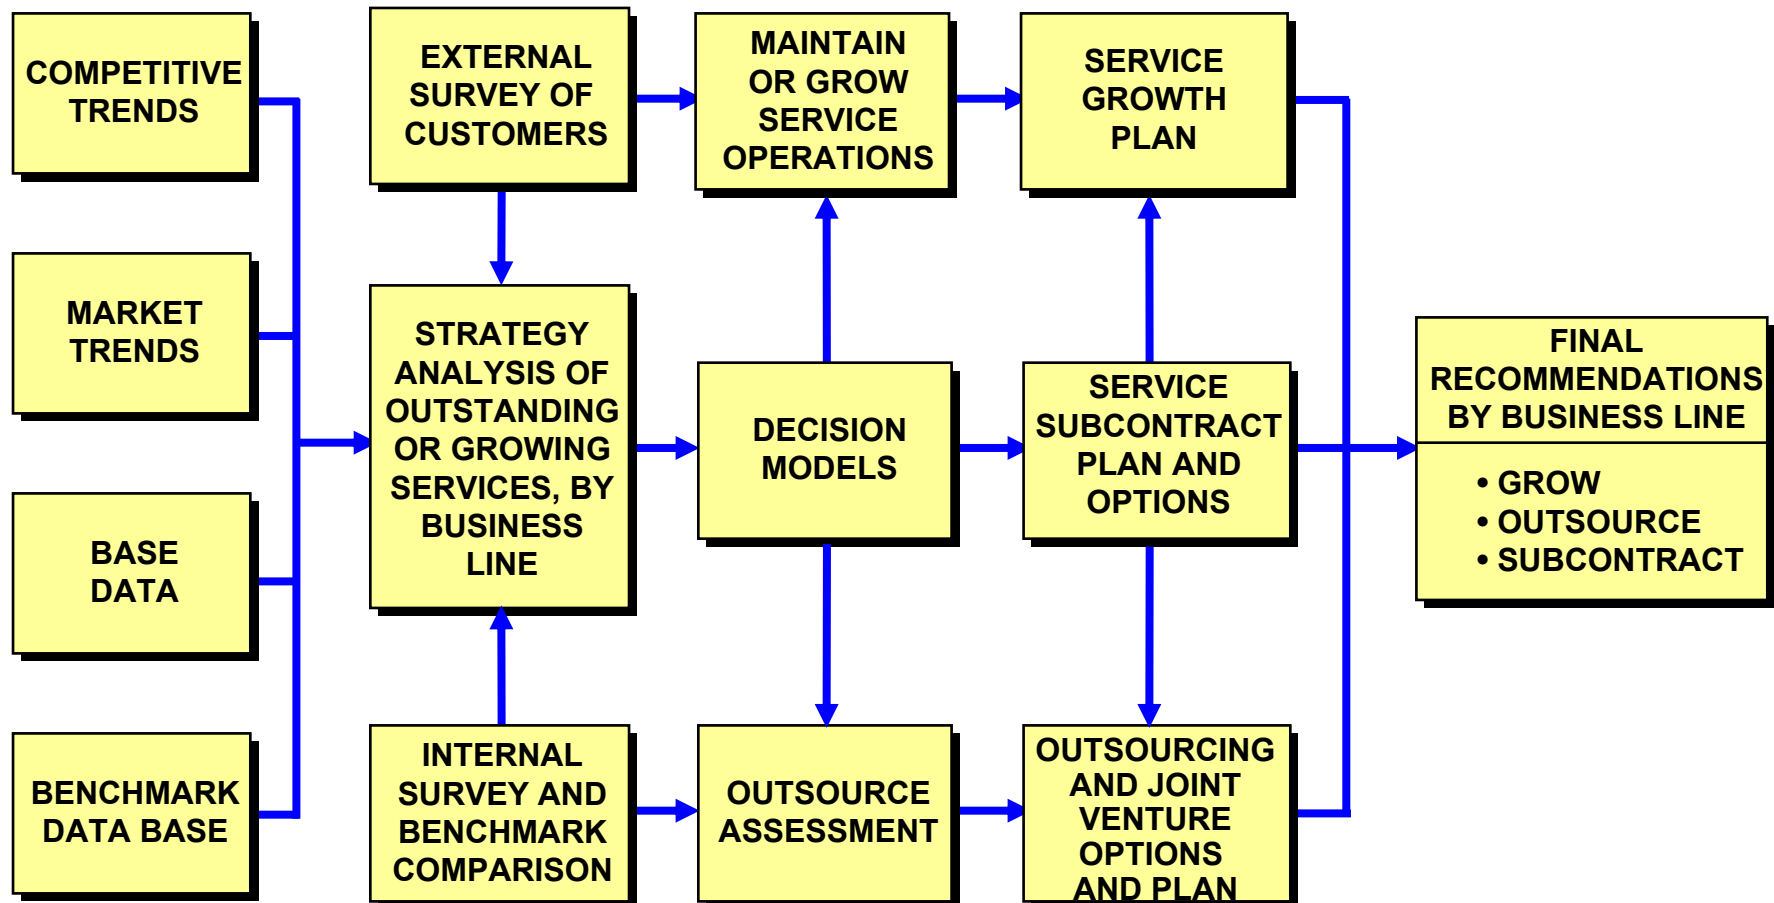 COMPETITIVE
TRENDS
MARKET
TRENDS
BASE
DATA
BENCHMARK
DATA BASE
EXTERNAL
SURVEY OF
CUSTOMERS
STRATEGY
ANALYSIS OF
OUTSTANDING
OR GROWING
SERVICES, BY
BUSINESS
LINE
INTERNAL
SURVEY AND
BENCHMARK
COMPARISON
MAINTAIN
OR GROW
SERVICE
OPERATIONS
DECISION
MODELS
OUTSOURCE
ASSESSMENT
SERVICE
GROWTH
PLAN
SERVICE
SUBCONTRACT
PLAN AND
OPTIONS
OUTSOURCING
AND JOINT
VENTURE
OPTIONS
AND PLAN
FINAL
RECOMMENDATIONS
BY BUSINESS LINE
• GROW
• OUTSOURCE
• SUBCONTRACT